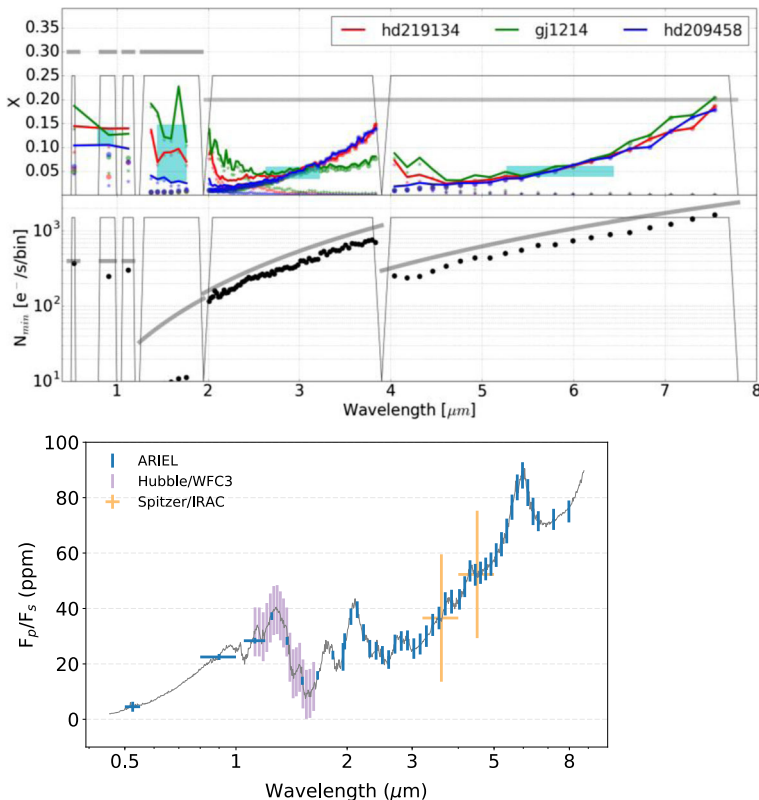 hd219134 gj1214 hd209458
X
0.35
0.30
0.25
0.20
0.15
0.10
0.05
N_min [e⁻/s/bin]
10³
10²
10¹
1 2 3 4 5 6 7 8
Wavelength [μm]
ARIEL
Hubble/WFC3
Spitzer/IRAC
F_p/F_s (ppm)
100
80
60
40
20
0
0.5 1 2 3 5 8
Wavelength (μm)